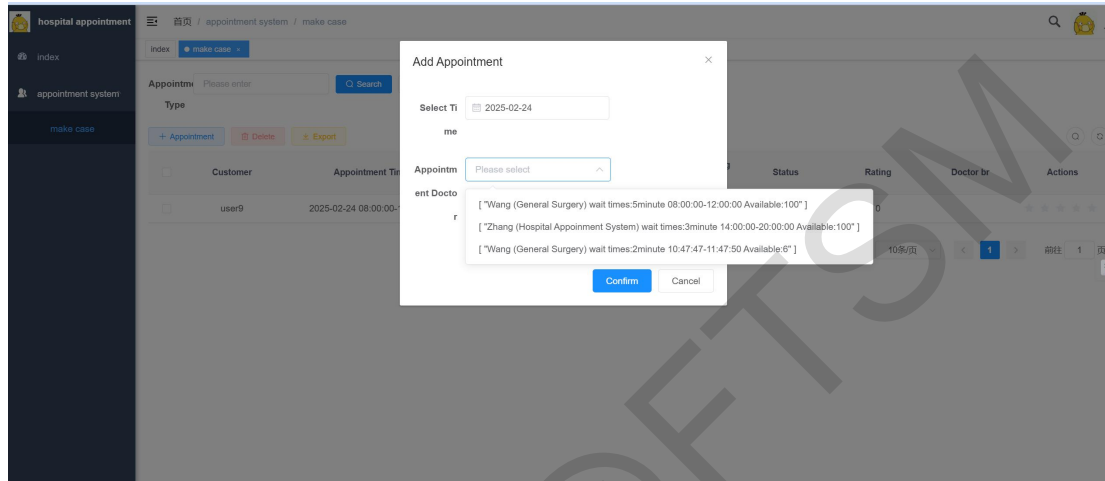 hospital appointment
首页 / appointment system / make case
index
make case ×
index
appointment system
make case
Appointme Please enter
Type
Search
+ Appointment
Delete
Export
Customer
Appointment Tim
Status
Rating
Doctor br
Actions
user9
2025-02-24 08:00:00-1
0
10条/页
1
前往 1 页
Add Appointment
Select Ti
me
2025-02-24
Appointm
ent Docto
r
Please select
[ "Wang (General Surgery) wait times:5minute 08:00:00-12:00:00 Available:100" ]
[ "Zhang (Hospital Appoinment System) wait times:3minute 14:00:00-20:00:00 Available:100" ]
[ "Wang (General Surgery) wait times:2minute 10:47:47-11:47:50 Available:6" ]
Confirm
Cancel
OFTSM